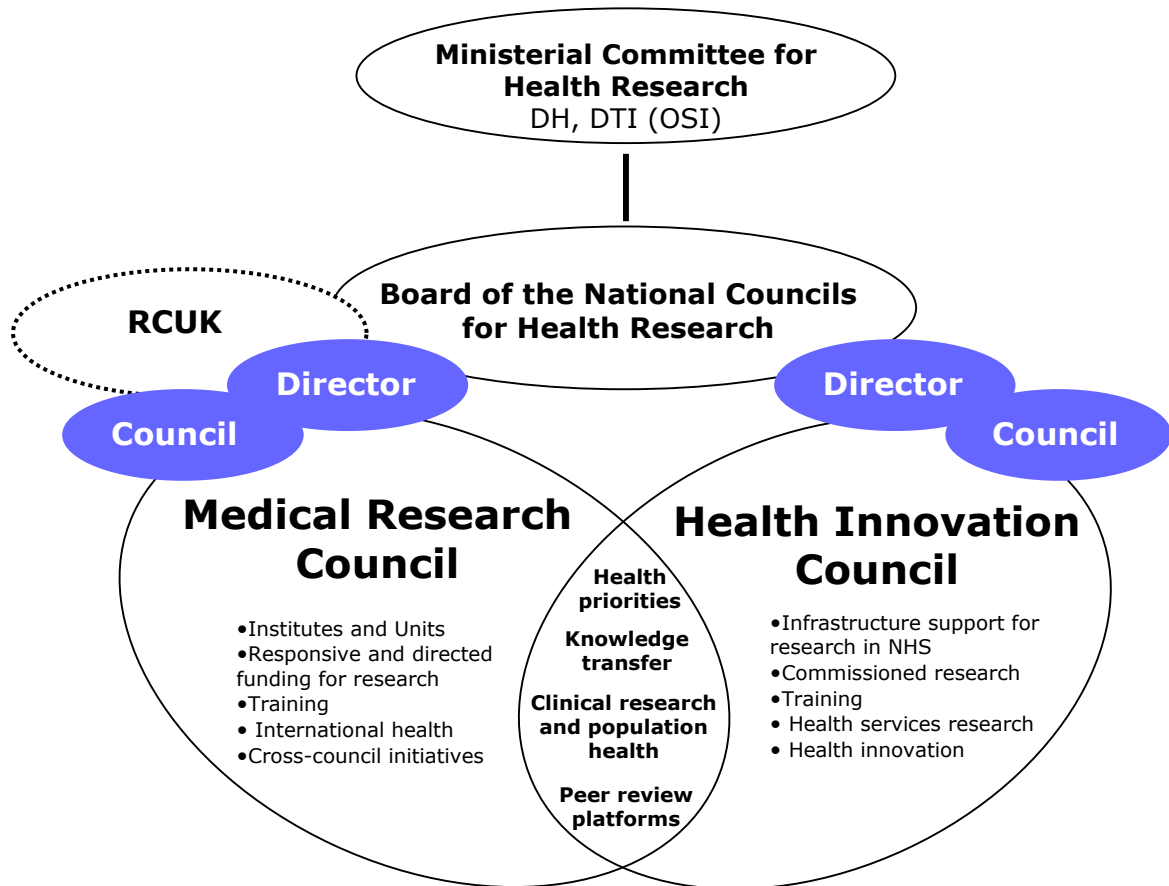 Ministerial Committee for
Health Research
DH, DTI (OSI)
Board of the National Councils
for Health Research
RCUK
Director
Council
Director
Council
Medical Research
Council
•Institutes and Units
•Responsive and directed
funding for research
•Training
• International health
•Cross-council initiatives
Health
priorities
Knowledge
transfer
Clinical research
and population
health
Peer review
platforms
Health Innovation
Council
•Infrastructure support for
research in NHS
•Commissioned research
•Training
• Health services research
• Health innovation